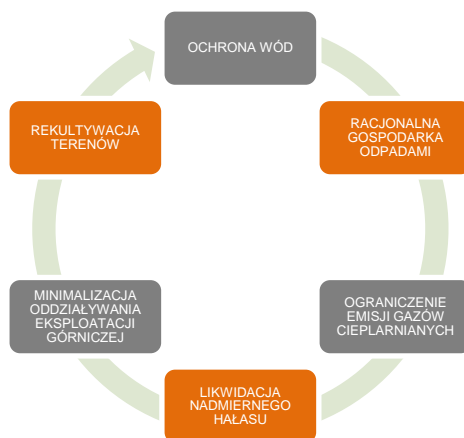 OCHRONA WÓD
RACJONALNA
GOSPODARKA
ODPADAMI
OGRANICZENIE
EMISJI GAZÓW
CIEPLARNIANYCH
LIKWIDACJA
NADMIERNEGO
HAŁASU
MINIMALIZACJA
ODDZIAŁYWANIA
EKSPLOATACJI
GÓRNICZEJ
REKULTYWACJA
TERENÓW